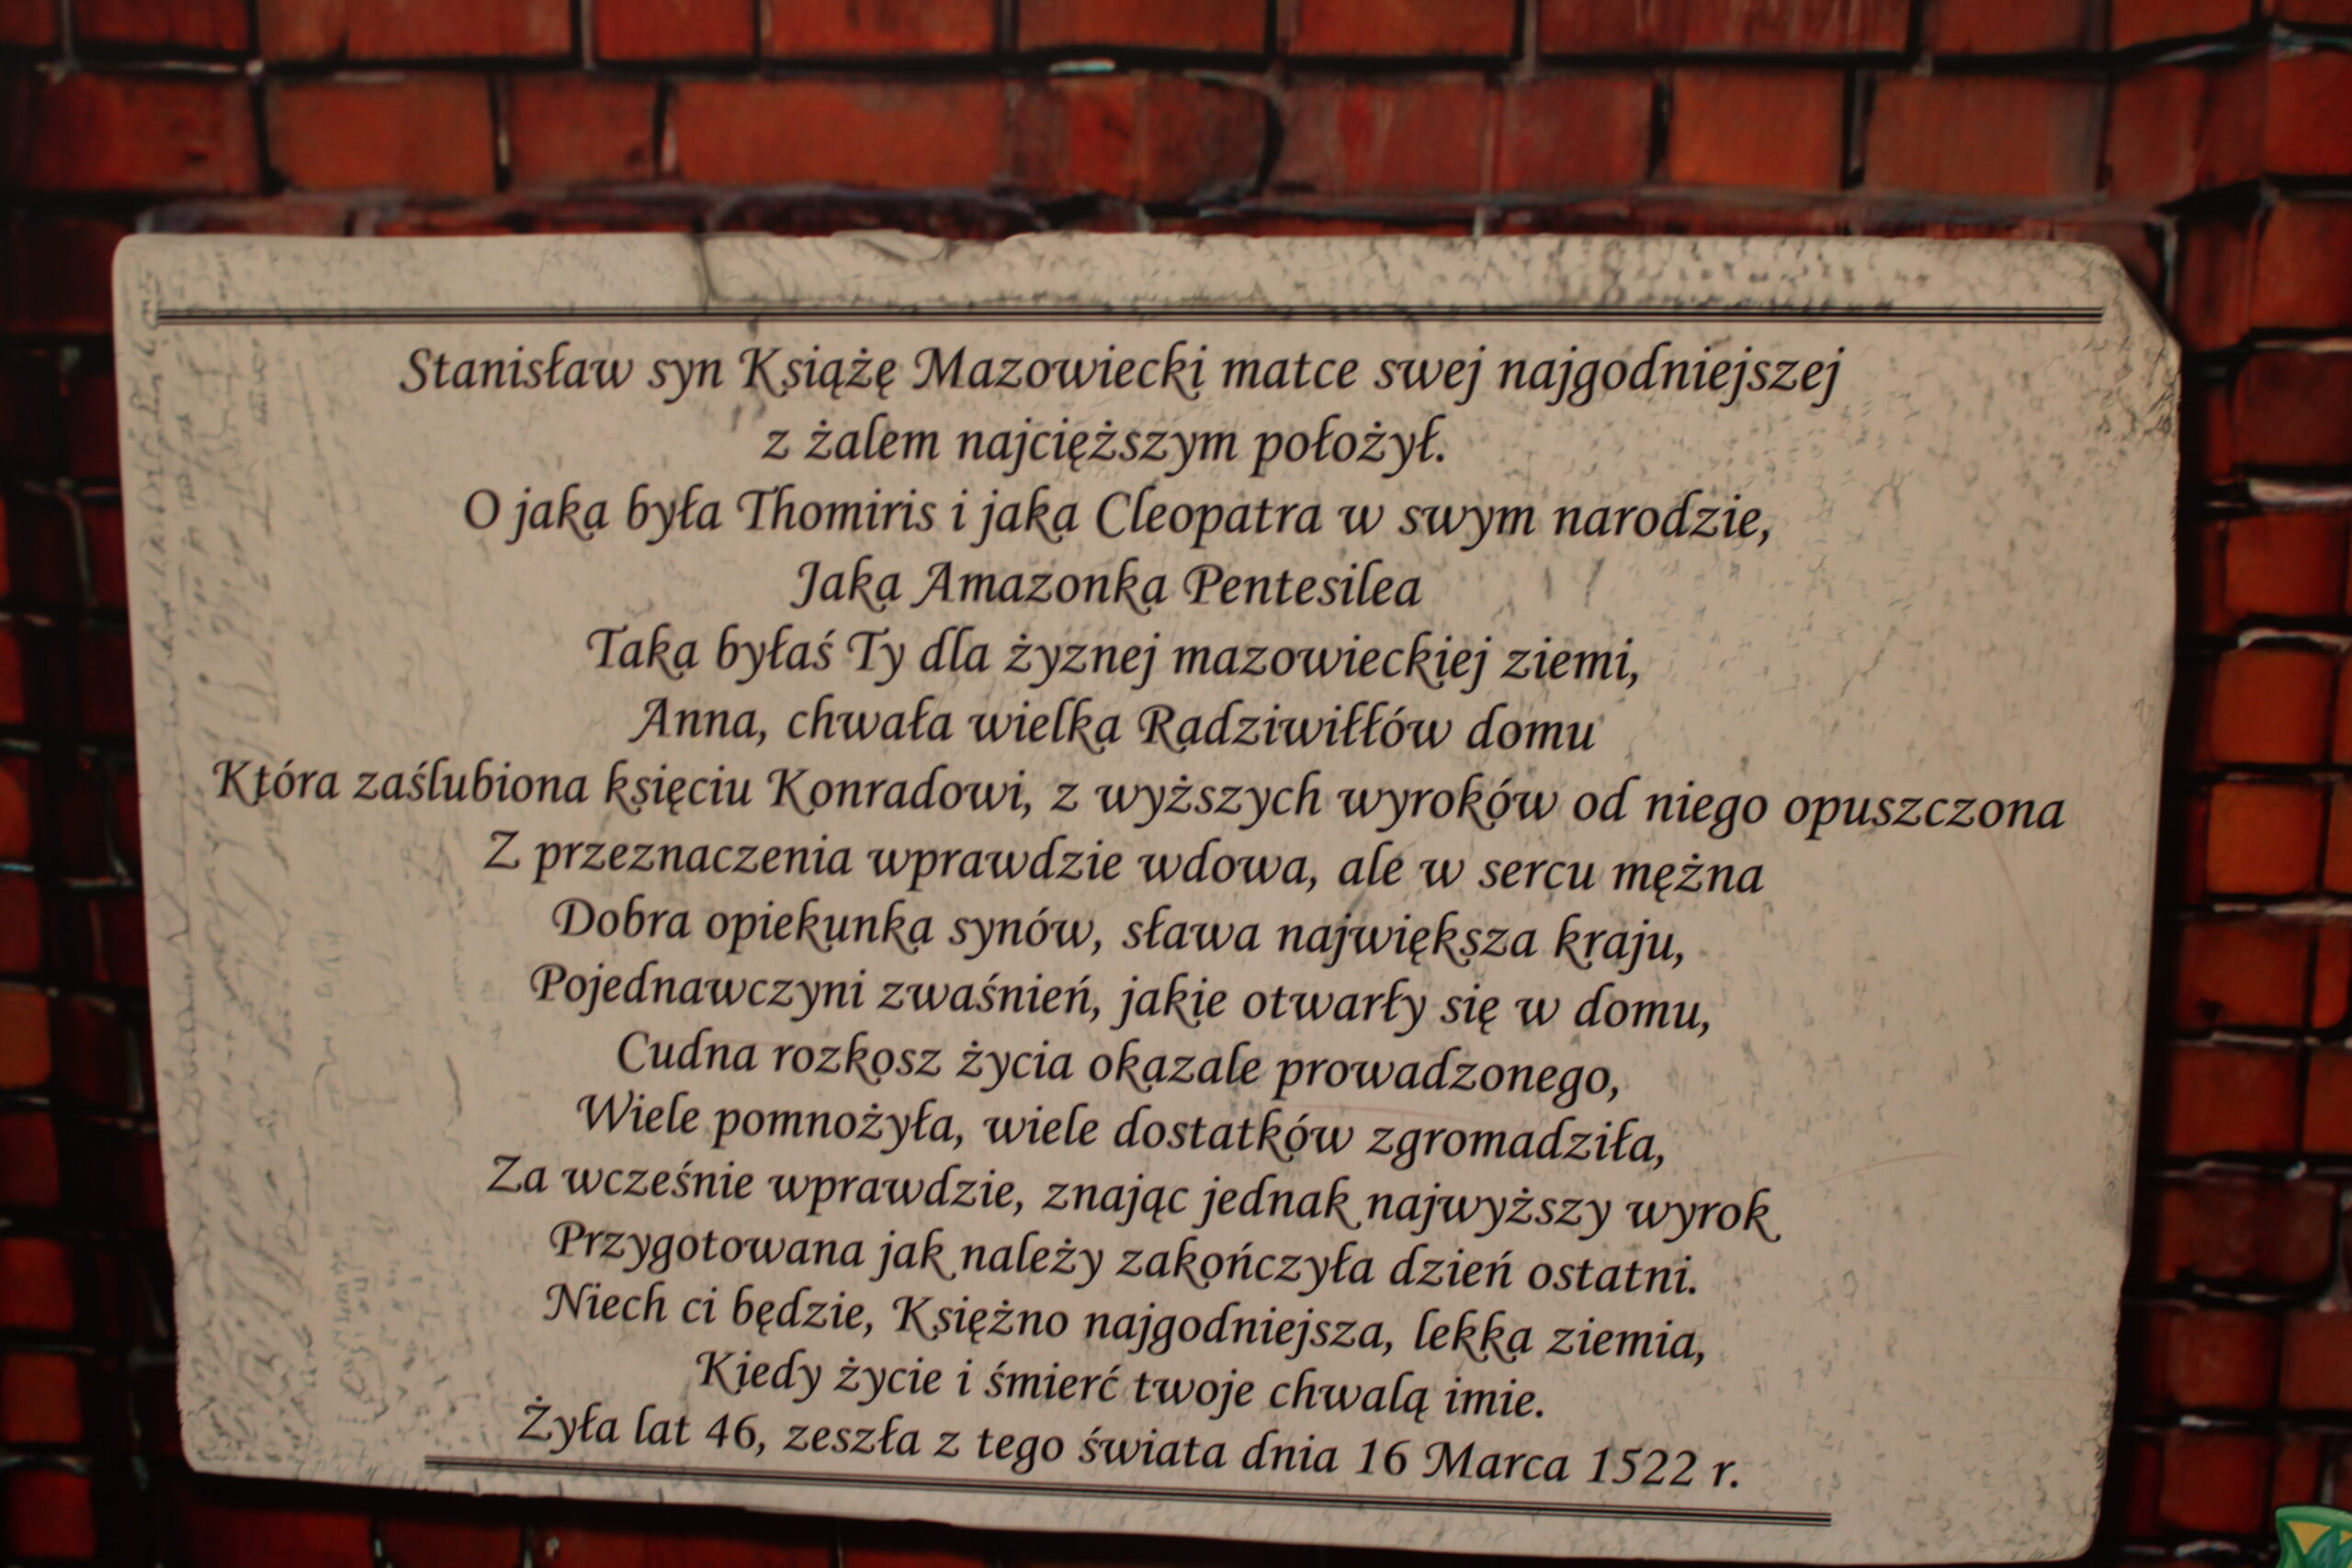 Stanisław syn Książę Mazowiecki matce swej najgodniejszej
z żalem najcięższym położył.
O jaka była Thomiris i jaka Cleopatra w swym narodzie,
Jaka Amazonka Pentesilea
Taka byłaś Ty dla żyznej mazowieckiej ziemi,
Anna, chwała wielka Radziwiłłów domu
Która zaślubiona księciu Konradowi, z wyższych wyroków od niego opuszczona
Z przeznaczenia wprawdzie wdowa, ale w sercu mężna
Dobra opiekunka synów, sława największa kraju,
Pojednawczyni zwaśnień, jakie otwarły się w domu,
Cudna rozkosz życia okazale prowadzonego,
Wiele pomnożyła, wiele dostatków zgromadziła,
Za wcześnie wprawdzie, znając jednak najwyższy wyrok
Przygotowana jak należy zakończyła dzień ostatni.
Niech ci będzie, Księżno najgodniejsza, lekka ziemia,
Kiedy życie i śmierć twoje chwalą imie.
Żyła lat 46, zeszła z tego świata dnia 16 Marca 1522 r.